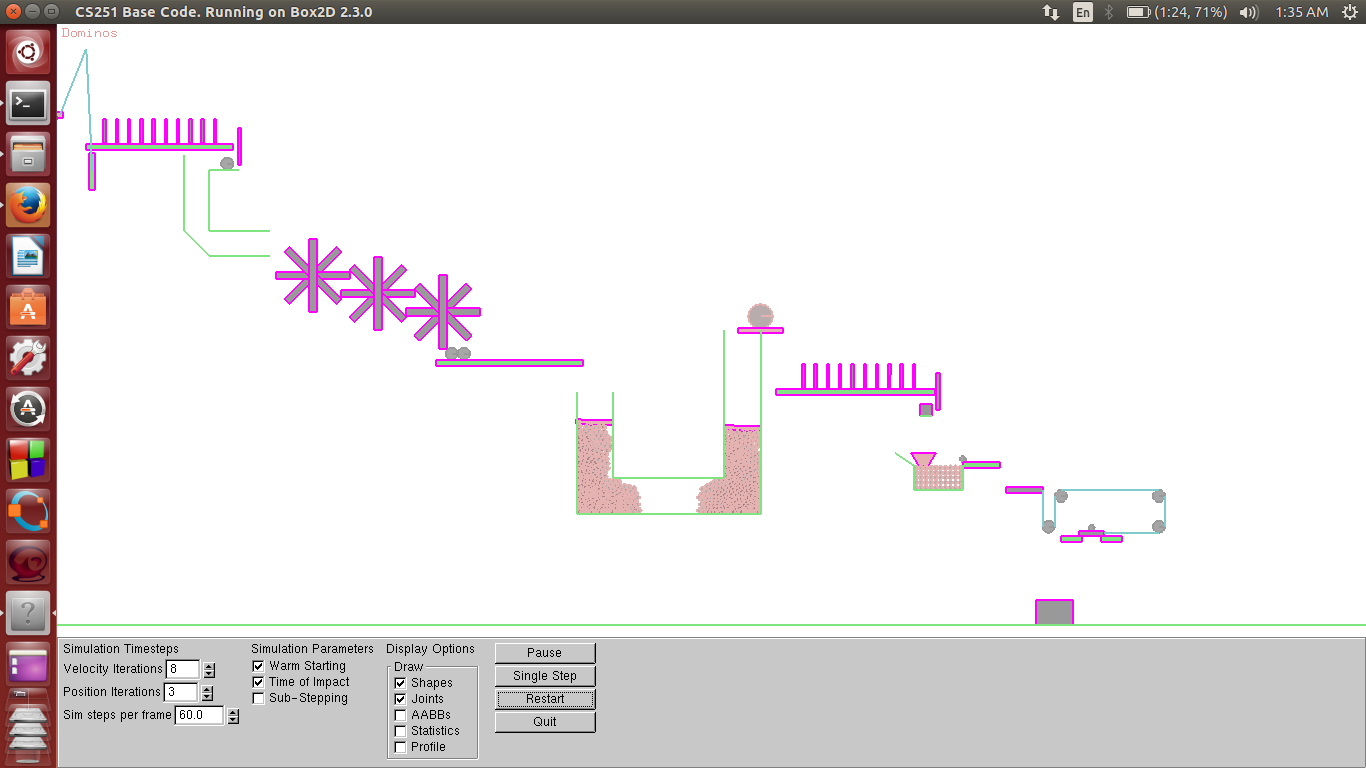 CS251 Base Code. Running on Box2D 2.3.0
En
(1:24, 71%)
1:35 AM
Dominos
Simulation Timesteps
Velocity Iterations 8
Position Iterations 3
Sim steps per frame 60.0
Simulation Parameters
Warm Starting
Time of Impact
Sub-Stepping
Display Options
Draw
Shapes
Joints
AABBs
Statistics
Profile
Pause
Single Step
Restart
Quit